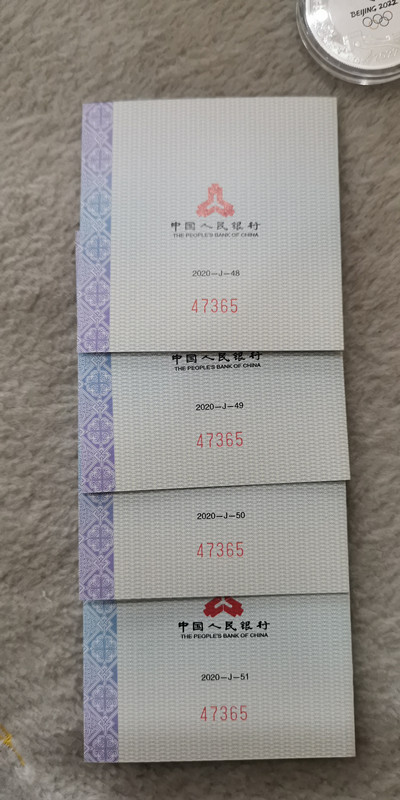 BEIJING 2022
中国人民银行
THE PEOPLE'S BANK OF CHINA
2020-J-48
47365
中国人民银行
THE PEOPLE'S BANK OF CHINA
2020-J-49
47365
2020-J-50
47365
中国人民银行
THE PEOPLE'S BANK OF CHINA
2020-J-51
47365